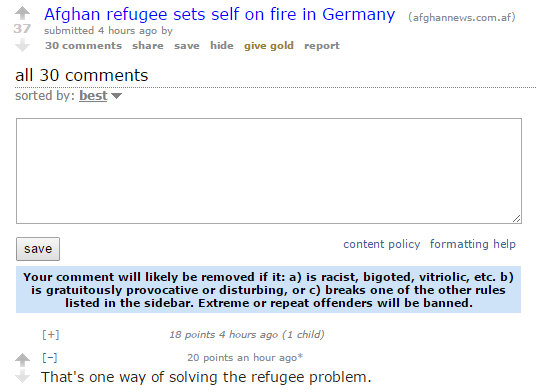 Afghan refugee sets self on fire in Germany (afghannews.com.af)
37
submitted 4 hours ago by
30 comments share save hide give gold report
all 30 comments
sorted by: best
save
content policy formatting help
Your comment will likely be removed if it: a) is racist, bigoted, vitriolic, etc. b)
is gratuitously provocative or disturbing, or c) breaks one of the other rules
listed in the sidebar. Extreme or repeat offenders will be banned.
[+] 18 points 4 hours ago (1 child)
[–] 20 points an hour ago*
That's one way of solving the refugee problem.